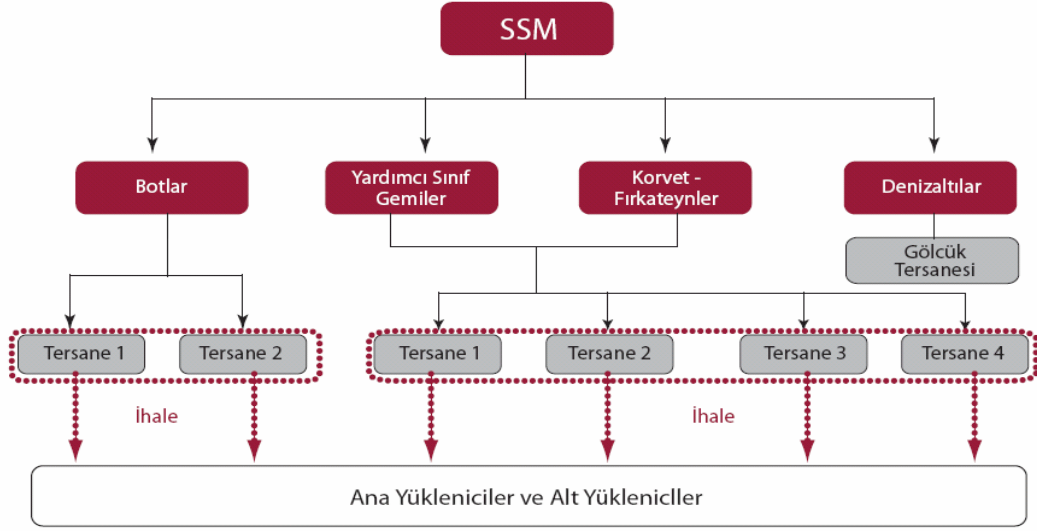 SSM
Botlar
Yardımcı Sınıf
Gemiler
Korvet -
Fırkateynler
Denizaltılar
Gölcük
Tersanesi
Tersane 1
Tersane 2
Tersane 1
Tersane 2
Tersane 3
Tersane 4
İhale
İhale
Ana Yükleniciler ve Alt Yüklenicller